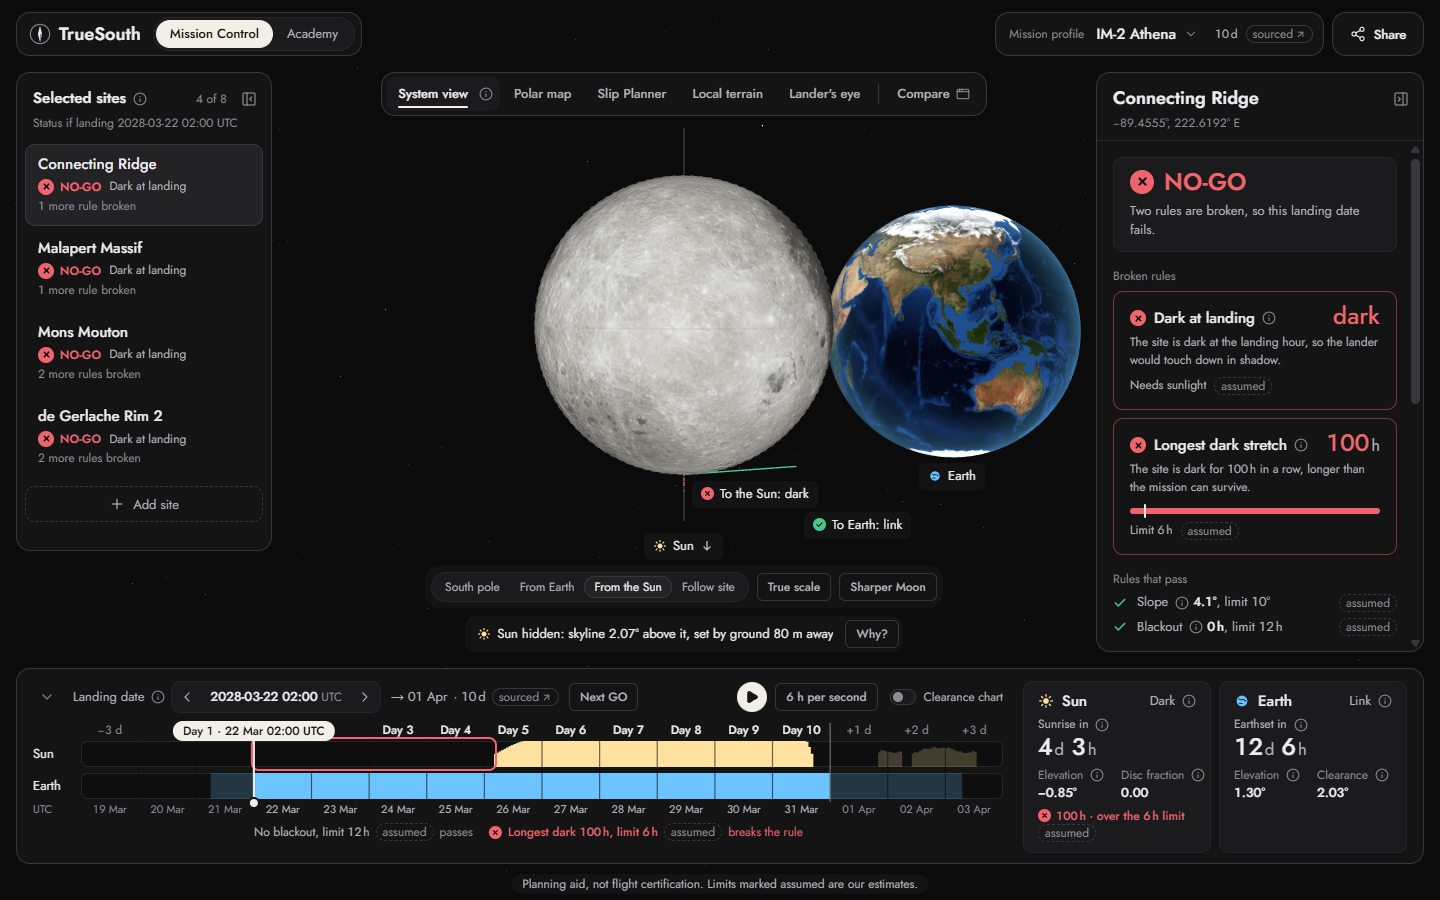 TrueSouth
Mission Control
Academy
Mission profile IM-2 Athena 10 d sourced ↗
Share
Selected sites 4 of 8
Status if landing 2028-03-22 02:00 UTC
Connecting Ridge
NO-GO Dark at landing
1 more rule broken
Malapert Massif
NO-GO Dark at landing
1 more rule broken
Mons Mouton
NO-GO Dark at landing
2 more rules broken
de Gerlache Rim 2
NO-GO Dark at landing
2 more rules broken
+ Add site
System view Polar map Slip Planner Local terrain Lander's eye Compare
To the Sun: dark
To Earth: link
Earth
Sun ↓
South pole From Earth From the Sun Follow site True scale Sharper Moon
Sun hidden: skyline 2.07° above it, set by ground 80 m away Why?
Connecting Ridge
−89.4555°, 222.6192° E
NO-GO
Two rules are broken, so this landing date
fails.
Broken rules
Dark at landing dark
The site is dark at the landing hour, so the lander
would touch down in shadow.
Needs sunlight assumed
Longest dark stretch 100 h
The site is dark for 100 h in a row, longer than
the mission can survive.
Limit 6 h assumed
Rules that pass
Slope 4.1°, limit 10° assumed
Blackout 0 h, limit 12 h assumed
Landing date 2028-03-22 02:00 UTC → 01 Apr · 10 d sourced ↗ Next GO 6 h per second Clearance chart
−3 d Day 1 · 22 Mar 02:00 UTC Day 3 Day 4 Day 5 Day 6 Day 7 Day 8 Day 9 Day 10 +1 d +2 d +3 d
Sun
Earth
UTC 19 Mar 20 Mar 21 Mar 22 Mar 23 Mar 24 Mar 25 Mar 26 Mar 27 Mar 28 Mar 29 Mar 30 Mar 31 Mar 01 Apr 02 Apr 03 Apr
No blackout, limit 12 h assumed passes Longest dark 100 h, limit 6 h assumed breaks the rule
Sun Dark
Sunrise in
4 d 3 h
Elevation Disc fraction
−0.85° 0.00
100 h · over the 6 h limit
assumed
Earth Link
Earthset in
12 d 6 h
Elevation Clearance
1.30° 2.03°
Planning aid, not flight certification. Limits marked assumed are our estimates.